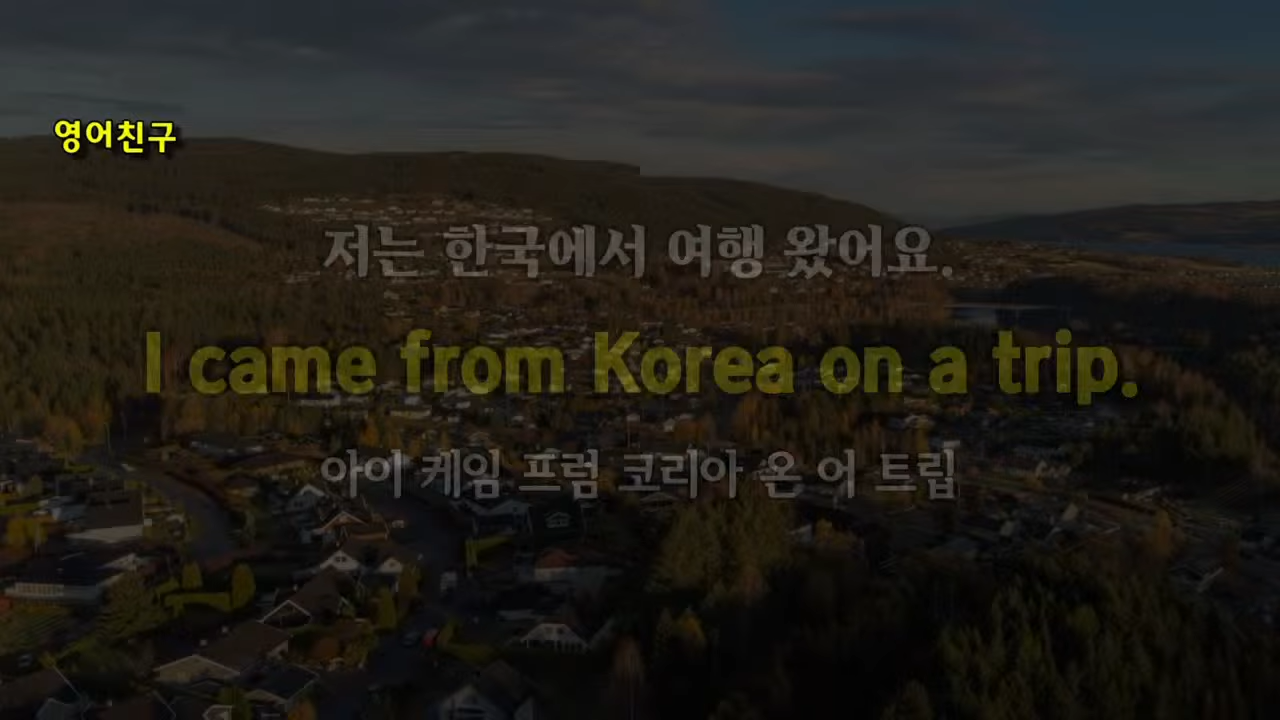 영어친구
저는 한국에서 여행 왔어요.
I came from Korea on a trip.
아이 케임 프럼 코리아 온 어 트립